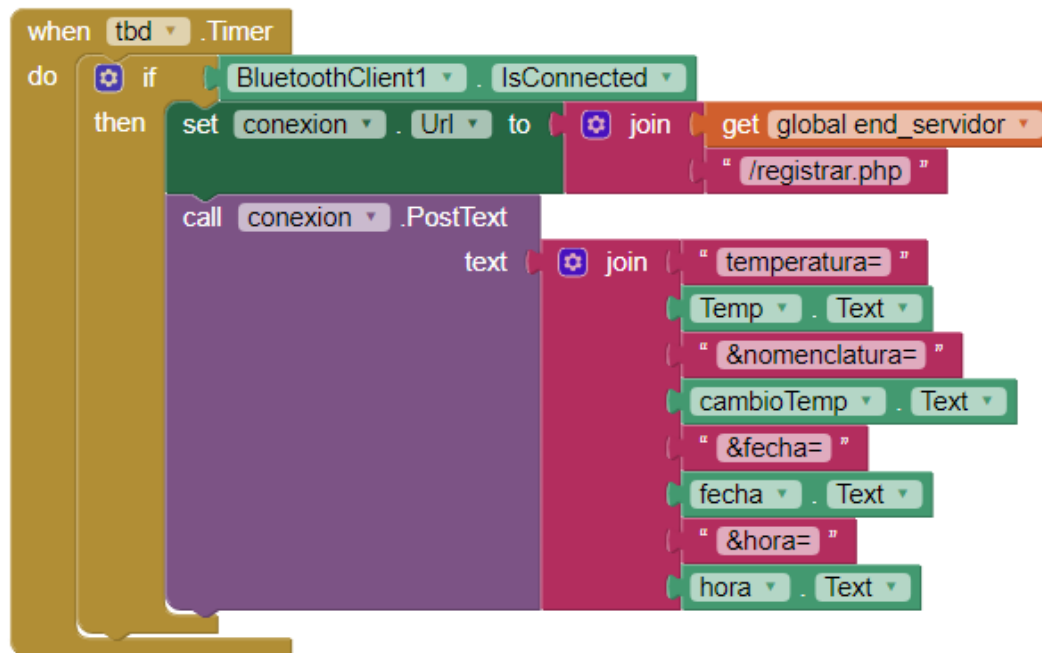 when tbd .Timer
do if BluetoothClient1 . IsConnected
then set conexion . Url to join get global end_servidor
" /registrar.php "
call conexion .PostText
text join " temperatura= "
Temp . Text
" &nomenclatura= "
cambioTemp . Text
" &fecha= "
fecha . Text
" &hora= "
hora . Text